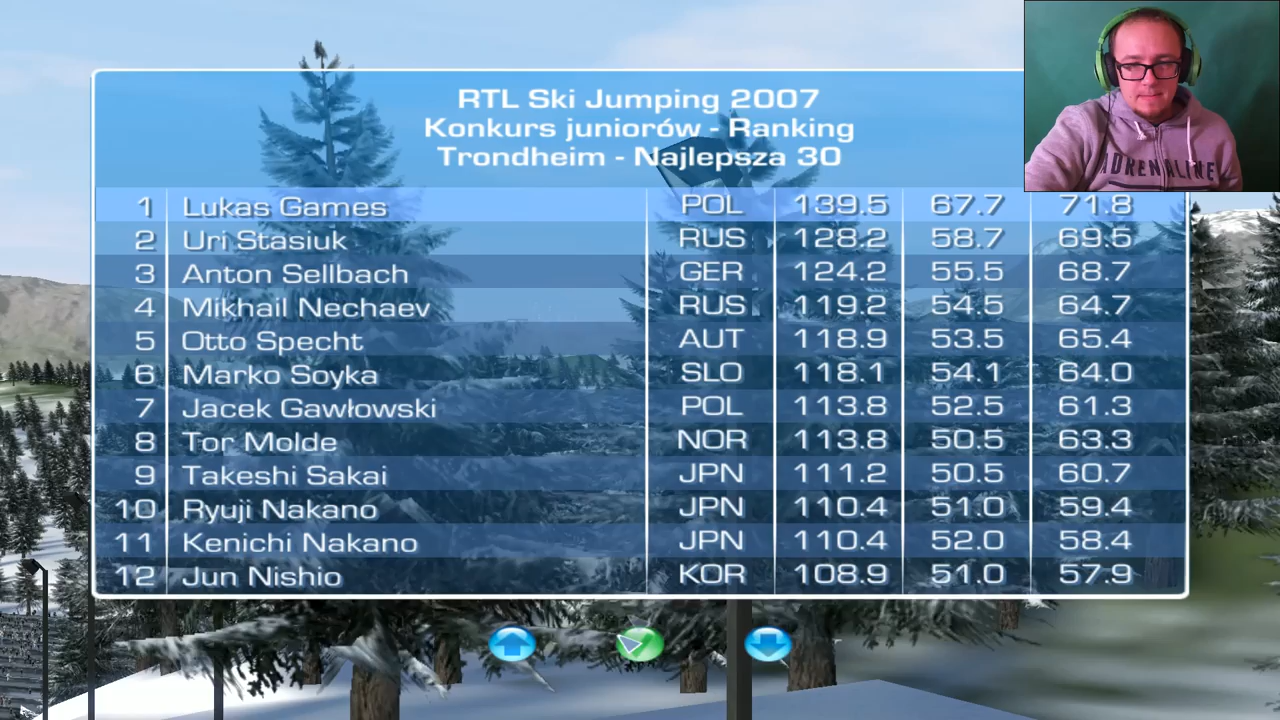 RTL Ski Jumping 2007
Konkurs juniorów - Ranking
Trondheim - Najlepsza 30
1 Lukas Games POL 139.5 67.7 71.8
2 Uri Stasiuk RUS 128.2 58.7 69.5
3 Anton Sellbach GER 124.2 55.5 68.7
4 Mikhail Nechaev RUS 119.2 54.5 64.7
5 Otto Specht AUT 118.9 53.5 65.4
6 Marko Soyka SLO 118.1 54.1 64.0
7 Jacek Gawłowski POL 113.8 52.5 61.3
8 Tor Molde NOR 113.8 50.5 63.3
9 Takeshi Sakai JPN 111.2 50.5 60.7
10 Ryuji Nakano JPN 110.4 51.0 59.4
11 Kenichi Nakano JPN 110.4 52.0 58.4
12 Jun Nishio KOR 108.9 51.0 57.9
ADRENALINE